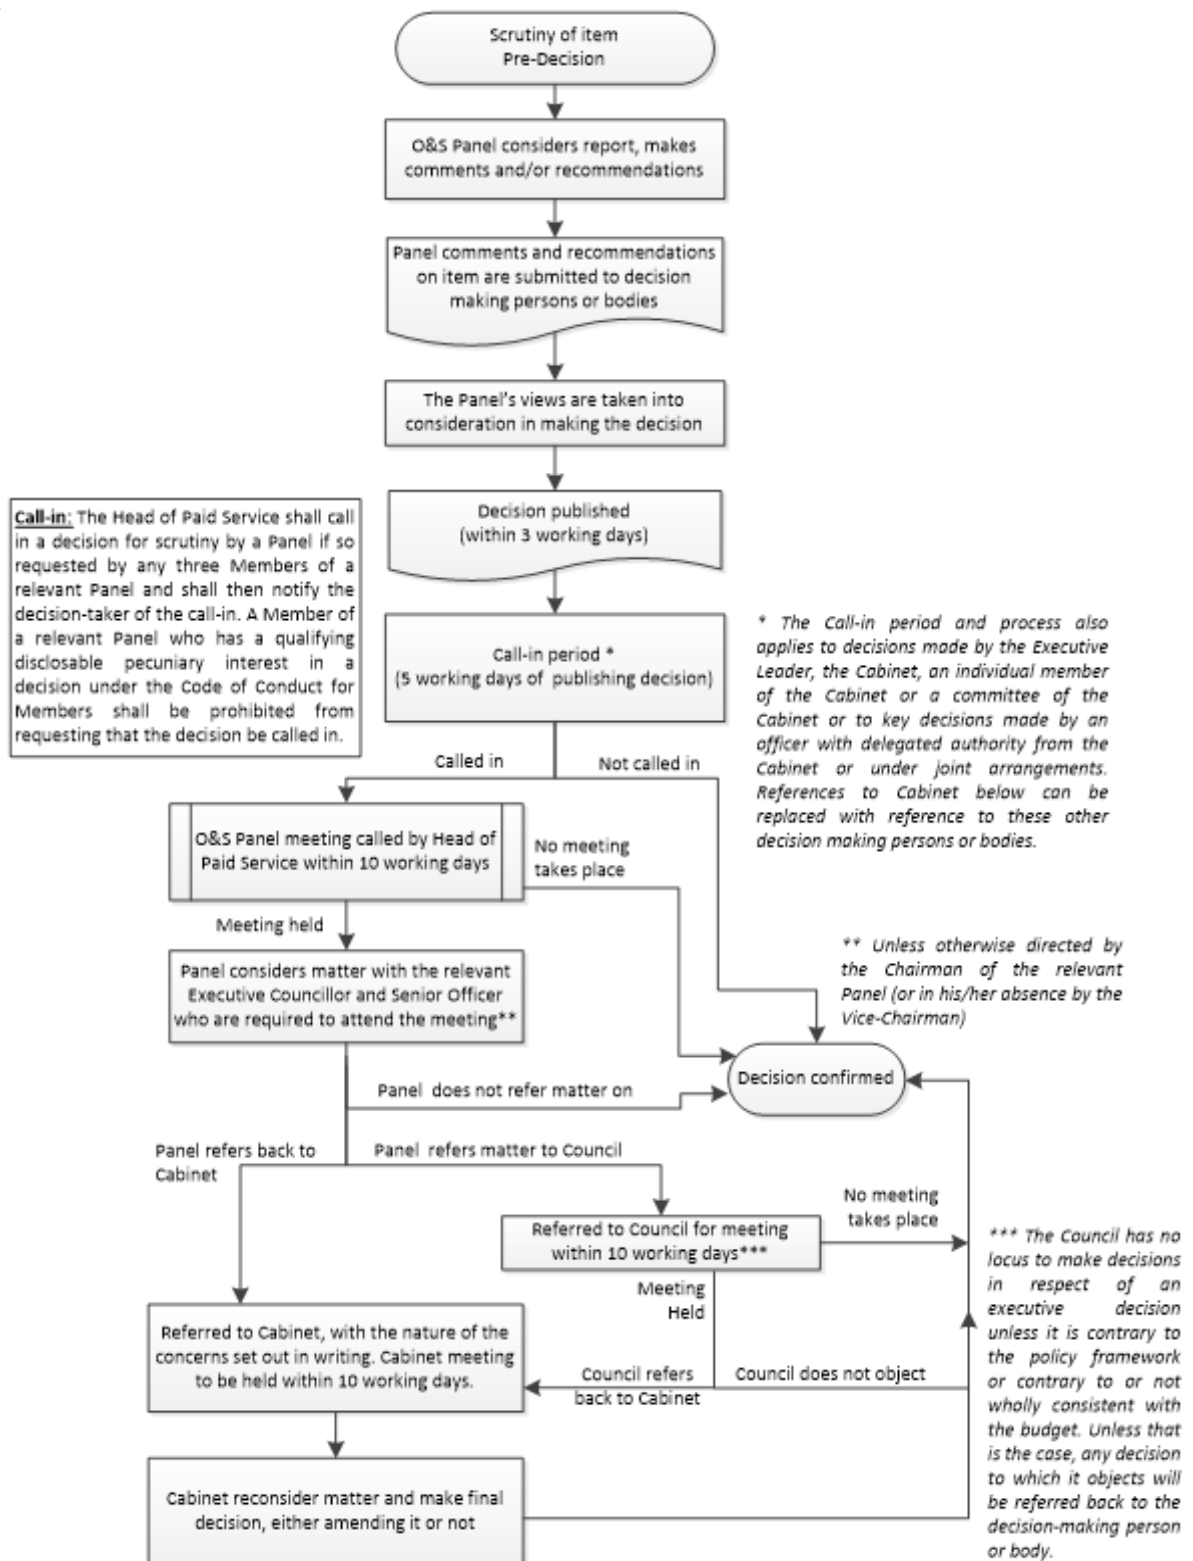 Scrutiny of item
Pre-Decision
O&S Panel considers report, makes
comments and/or recommendations
Panel comments and recommendations
on item are submitted to decision
making persons or bodies
The Panel's views are taken into
consideration in making the decision
Decision published
(within 3 working days)
Call-in: The Head of Paid Service shall call
in a decision for scrutiny by a Panel if so
requested by any three Members of a
relevant Panel and shall then notify the
decision-taker of the call-in. A Member of
a relevant Panel who has a qualifying
disclosable pecuniary interest in a
decision under the Code of Conduct for
Members shall be prohibited from
requesting that the decision be called in.
Call-in period *
(5 working days of publishing decision)
* The Call-in period and process also
applies to decisions made by the Executive
Leader, the Cabinet, an individual member
of the Cabinet or a committee of the
Cabinet or to key decisions made by an
officer with delegated authority from the
Cabinet or under joint arrangements.
References to Cabinet below can be
replaced with reference to these other
decision making persons or bodies.
Called in
Not called in
O&S Panel meeting called by Head of
Paid Service within 10 working days
No meeting
takes place
Meeting held
Panel considers matter with the relevant
Executive Councillor and Senior Officer
who are required to attend the meeting**
** Unless otherwise directed by
the Chairman of the relevant
Panel (or in his/her absence by the
Vice-Chairman)
Decision confirmed
Panel does not refer matter on
Panel refers back to
Cabinet
Panel refers matter to Council
Referred to Council for meeting
within 10 working days***
No meeting
takes place
Meeting
Held
*** The Council has no
locus to make decisions
in respect of an
executive decision
unless it is contrary to
the policy framework
or contrary to or not
wholly consistent with
the budget. Unless that
is the case, any decision
to which it objects will
be referred back to the
decision-making person
or body.
Referred to Cabinet, with the nature of the
concerns set out in writing. Cabinet meeting
to be held within 10 working days.
Council refers
back to Cabinet
Council does not object
Cabinet reconsider matter and make final
decision, either amending it or not